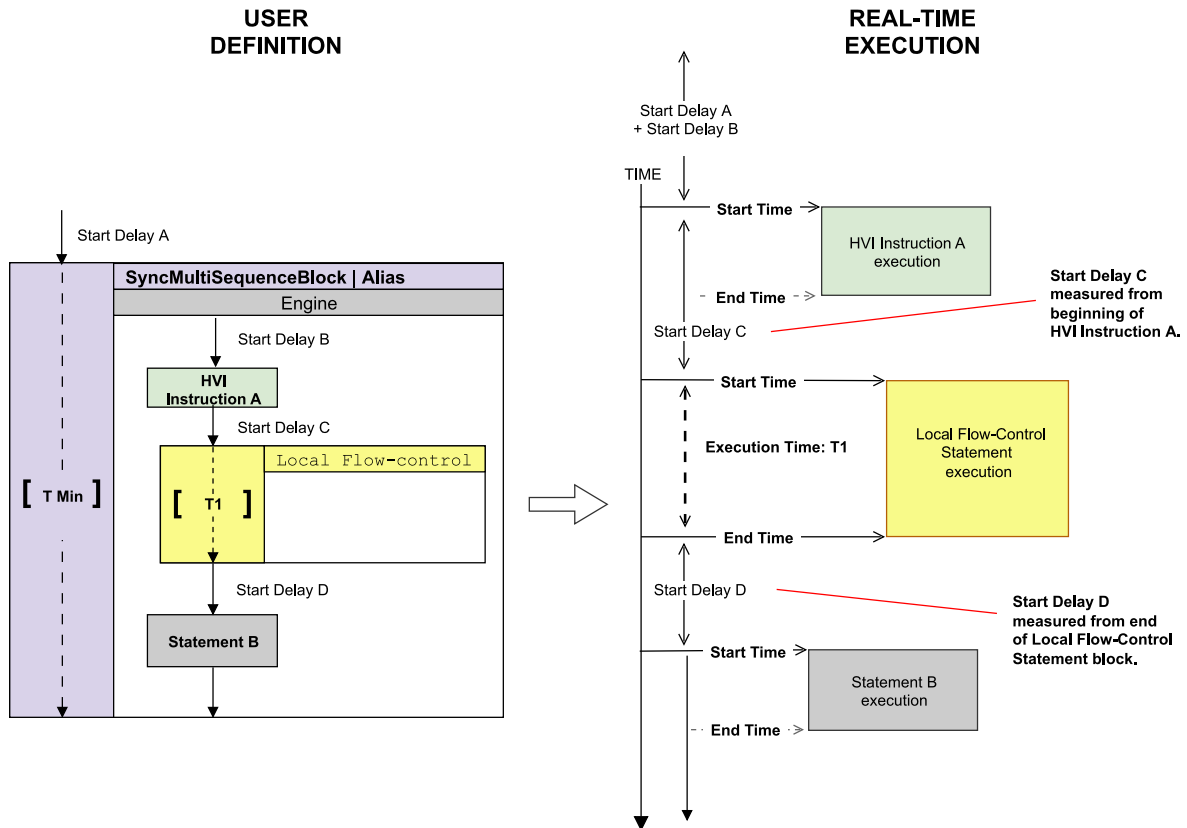 USER
DEFINITION
Start Delay A
SyncMultiSequenceBlock | Alias
Engine
Start Delay B
HVI
Instruction A
Start Delay C
Local Flow-control
[ T Min ]
[ T1 ]
Start Delay D
Statement B
REAL-TIME
EXECUTION
Start Delay A
+ Start Delay B
TIME
Start Time
HVI Instruction A
execution
End Time
Start Delay C
Start Delay C
measured from
beginning of
HVI Instruction A.
Start Time
Execution Time: T1
Local Flow-Control
Statement
execution
End Time
Start Delay D
Start Delay D
measured from end
of Local Flow-Control
Statement block.
Start Time
Statement B
execution
End Time